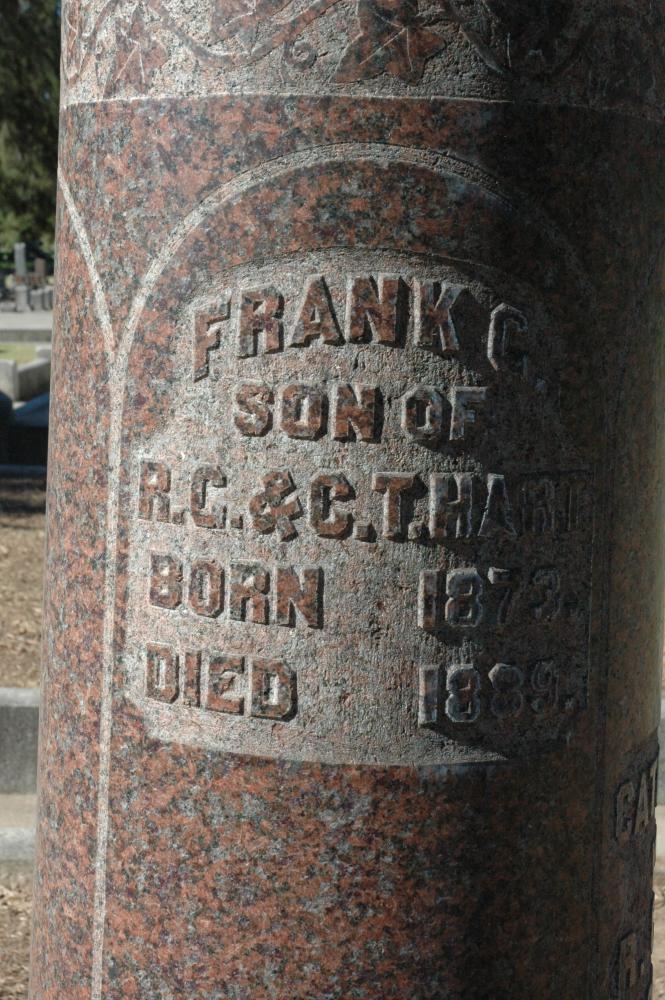 FRANK C.
SON OF
R.C. & C.T. HART
BORN 1873.
DIED 1889.